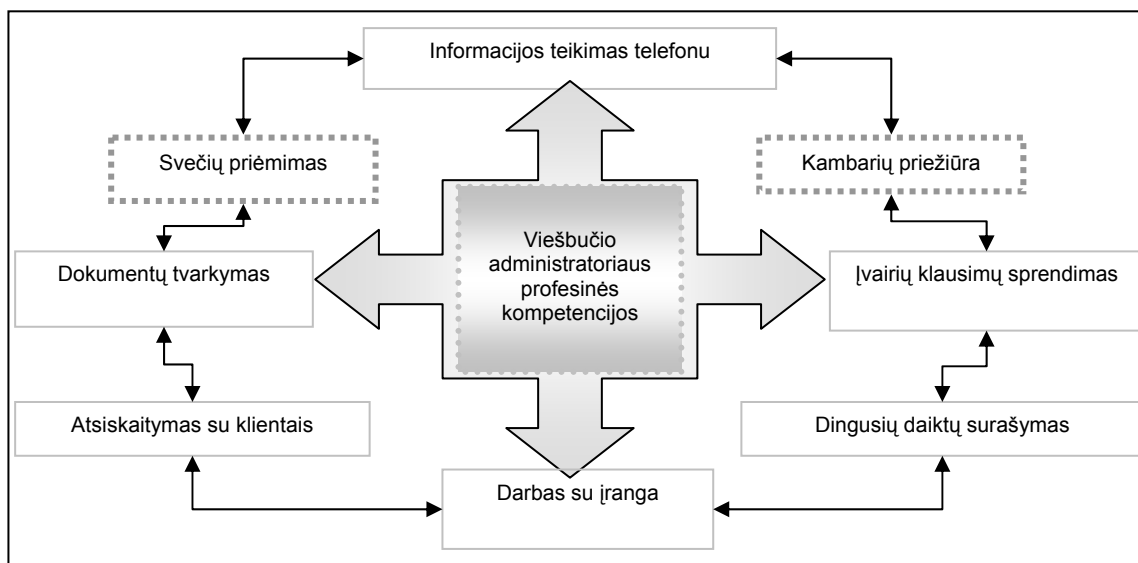 Informacijos teikimas telefonu
Svečių priėmimas
Kambarių priežiūra
Viešbučio
administratoriaus
profesinės
kompetencijos
Dokumentų tvarkymas
Įvairių klausimų sprendimas
Atsiskaitymas su klientais
Dingusių daiktų surašymas
Darbas su įranga